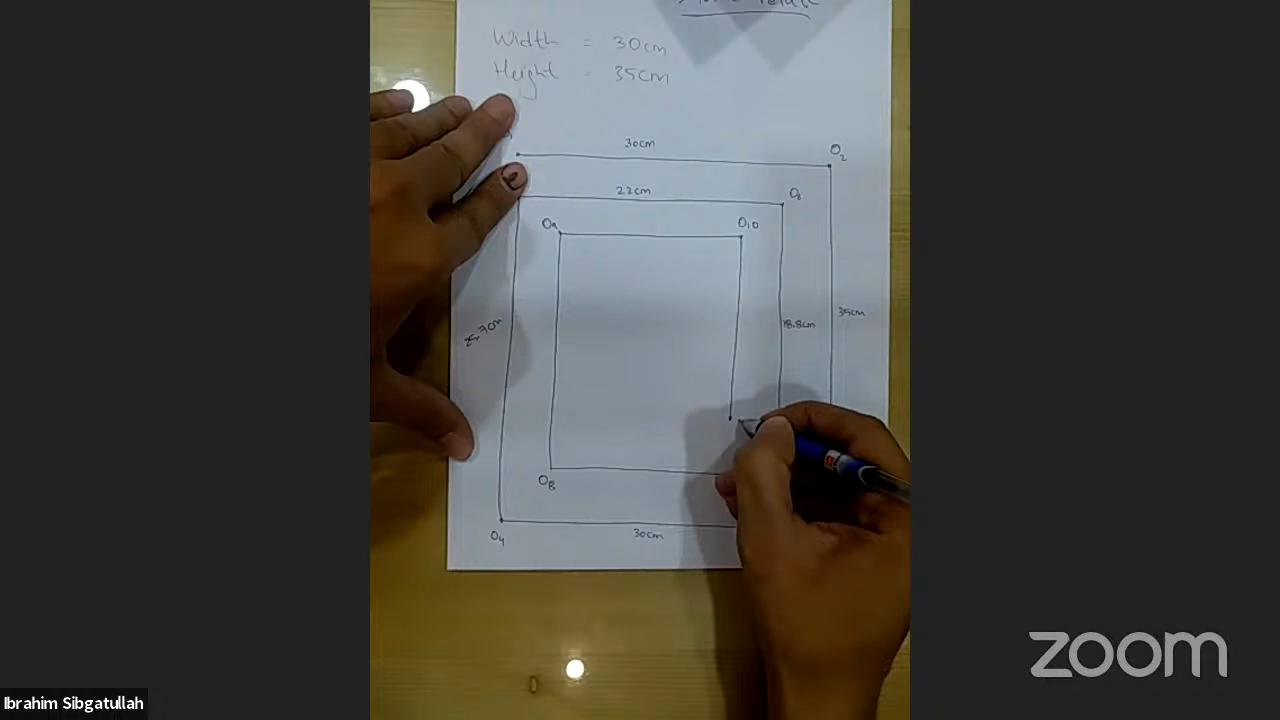 Width = 30cm
Height = 35cm
30cm
O2
22cm
O6
O9
O10
18.8cm
35cm
O8
O4
30cm
zoom
Ibrahim Sibgatullah